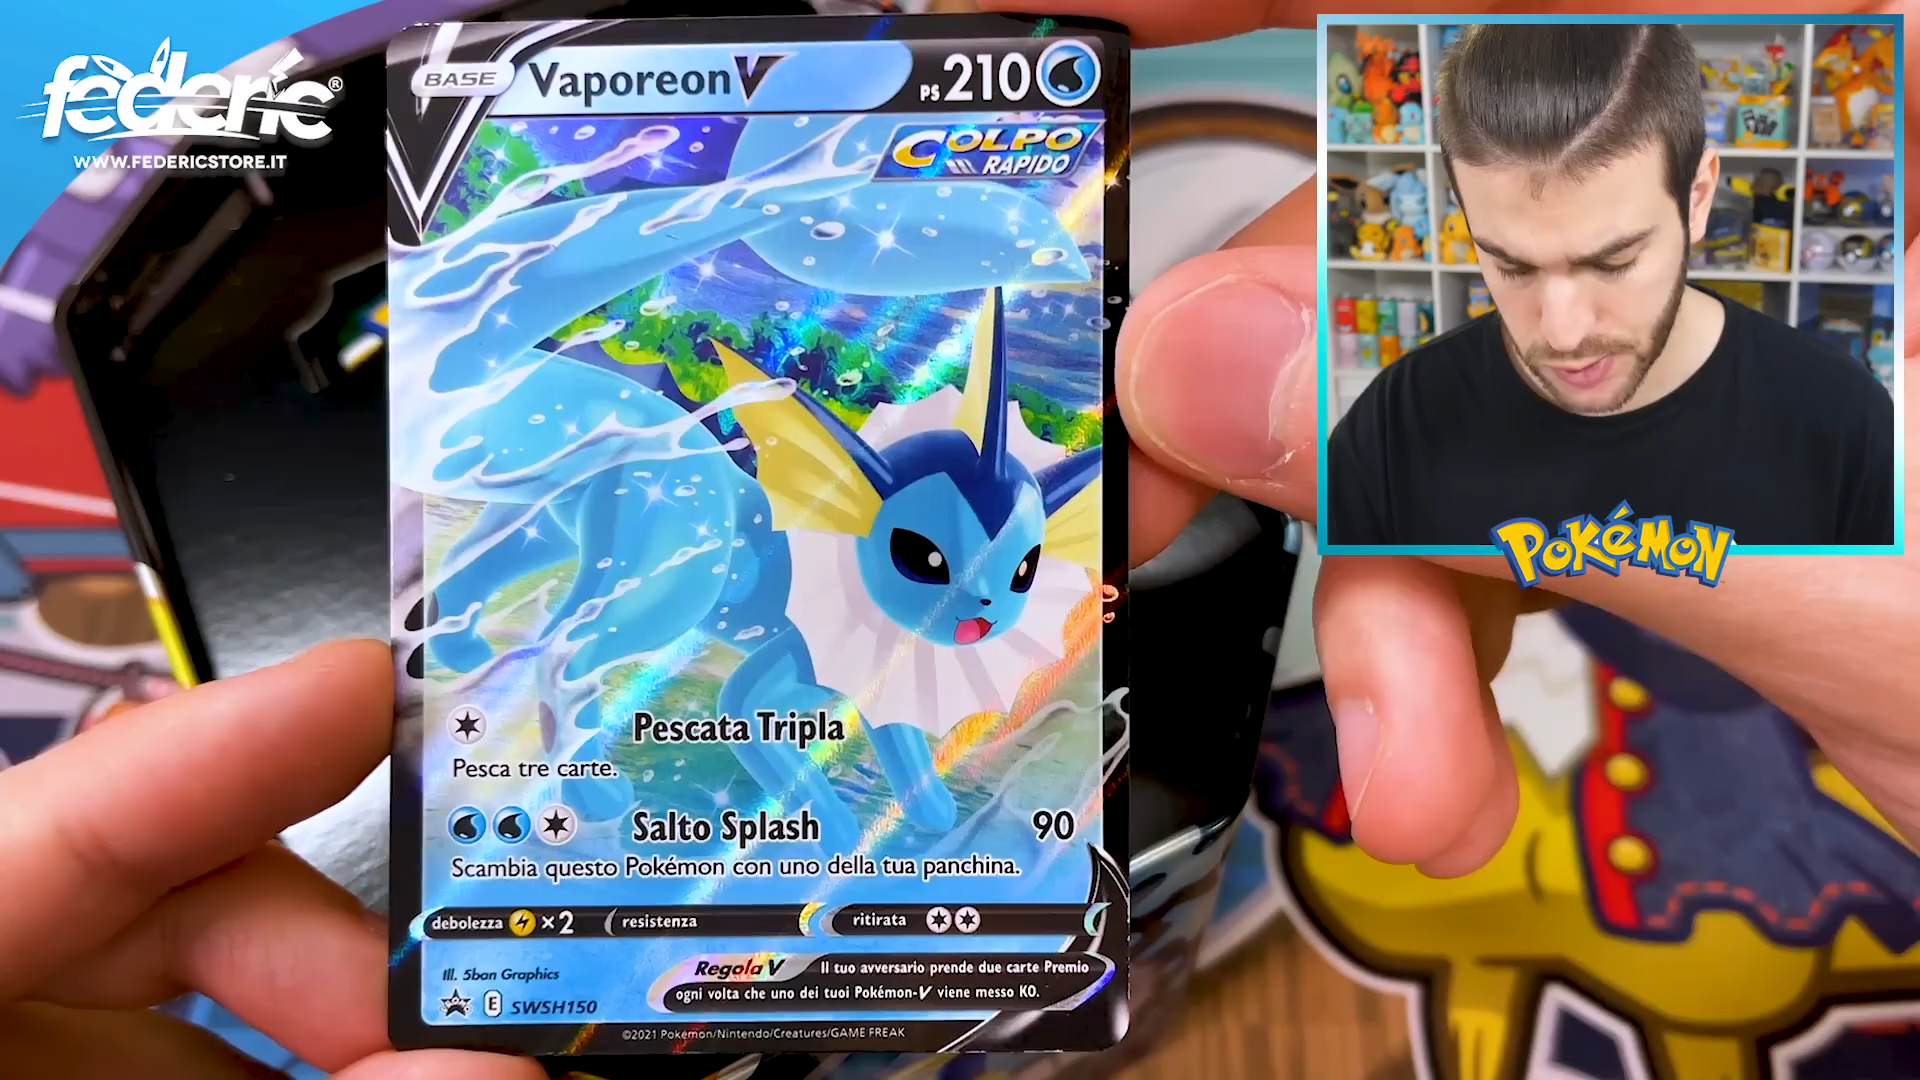 federic®
WWW.FEDERICSTORE.IT
BASE Vaporeon V PS 210
COLPO
RAPIDO
Pescata Tripla
Pesca tre carte.
Salto Splash 90
Scambia questo Pokémon con uno della tua panchina.
debolezza ×2 resistenza ritirata
Ill. 5ban Graphics
E SWSH150
Regola V Il tuo avversario prende due carte Premio
ogni volta che uno dei tuoi Pokémon-V viene messo KO.
©2021 Pokémon/Nintendo/Creatures/GAME FREAK
POKéMON